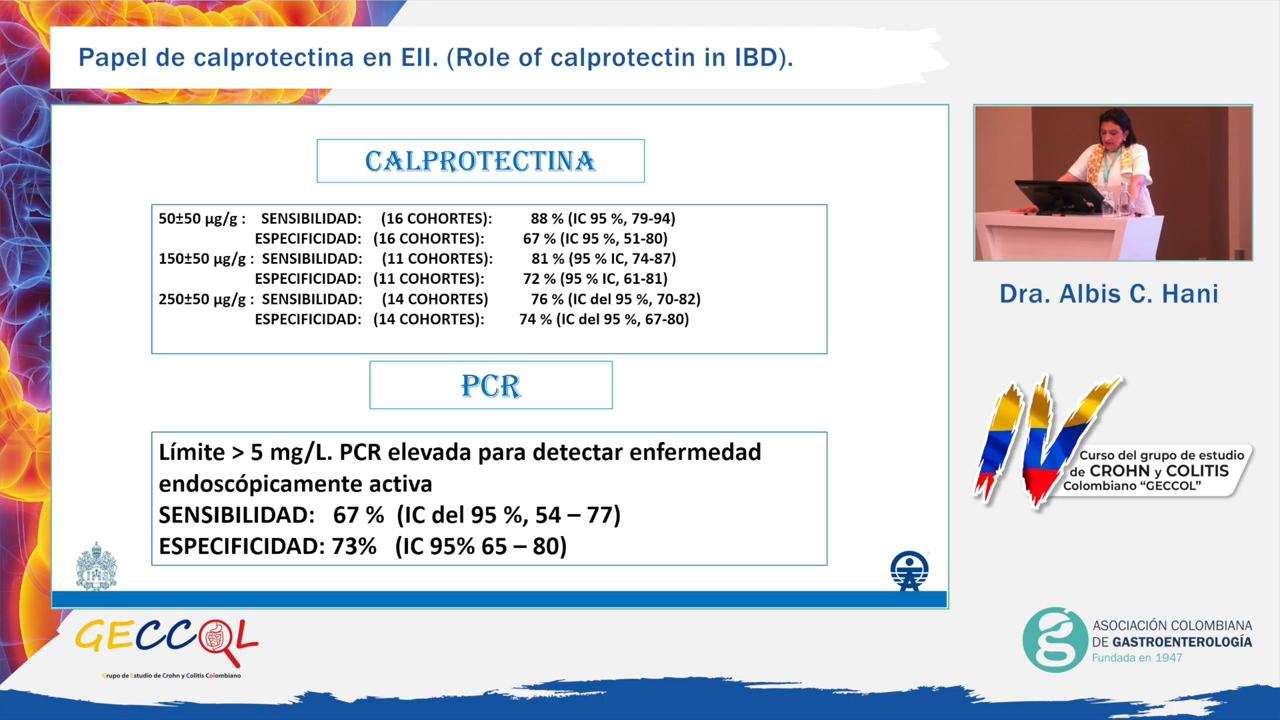 Papel de calprotectina en EII. (Role of calprotectin in IBD).
CALPROTECTINA
50±50 µg/g : SENSIBILIDAD: (16 COHORTES): 88 % (IC 95 %, 79-94)
ESPECIFICIDAD: (16 COHORTES): 67 % (IC 95 %, 51-80)
150±50 µg/g : SENSIBILIDAD: (11 COHORTES): 81 % (95 % IC, 74-87)
ESPECIFICIDAD: (11 COHORTES): 72 % (95 % IC, 61-81)
250±50 µg/g : SENSIBILIDAD: (14 COHORTES) 76 % (IC del 95 %, 70-82)
ESPECIFICIDAD: (14 COHORTES): 74 % (IC del 95 %, 67-80)
PCR
Límite > 5 mg/L. PCR elevada para detectar enfermedad
endoscópicamente activa
SENSIBILIDAD: 67 % (IC del 95 %, 54 – 77)
ESPECIFICIDAD: 73% (IC 95% 65 – 80)
IHS
Dra. Albis C. Hani
IV
Curso del grupo de estudio
de CROHN y COLITIS
Colombiano “GECCOL”
GECCOL
Grupo de Estudio de Crohn y Colitis Colombiano
g
ASOCIACIÓN COLOMBIANA
DE GASTROENTEROLOGÍA
Fundada en 1947